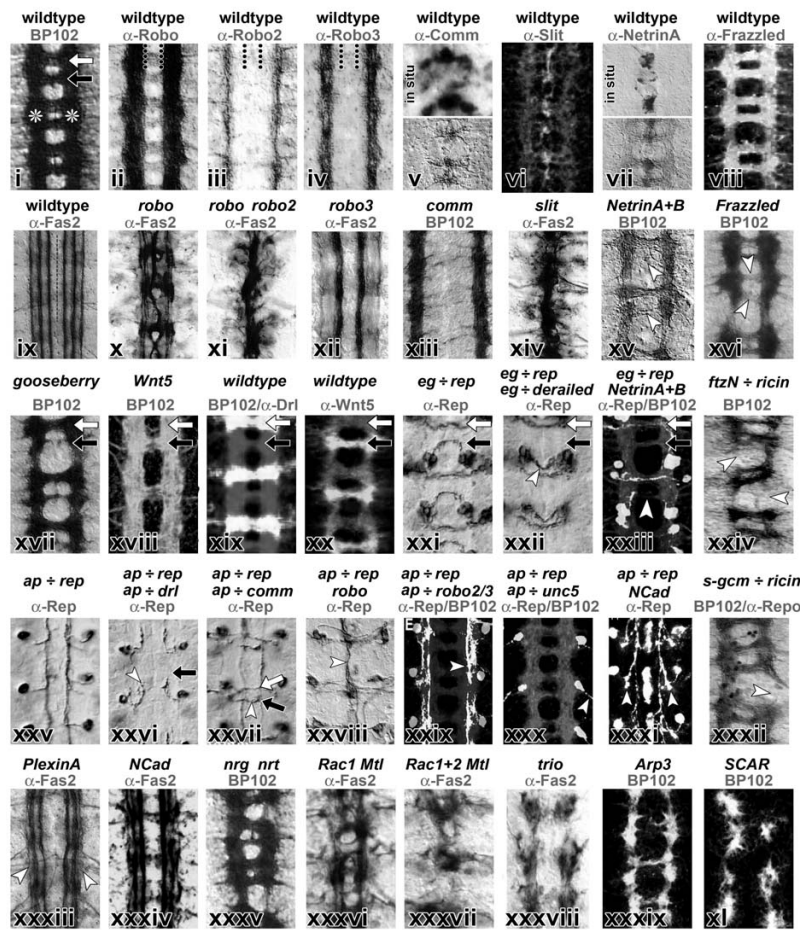 wildtype wildtype wildtype wildtype wildtype wildtype wildtype wildtype
BP102 α-Robo α-Robo2 α-Robo3 α-Comm α-Slit α-NetrinA α-Frazzled
in situ in situ
i ii iii iv v vi vii viii
wildtype robo robo robo2 robo3 comm slit NetrinA+B Frazzled
α-Fas2 α-Fas2 α-Fas2 α-Fas2 BP102 α-Fas2 BP102 BP102
ix x xi xii xiii xiv xv xvi
gooseberry Wnt5 wildtype wildtype eg÷rep eg÷rep eg÷rep ftzN÷ricin
eg÷derailed NetrinA+B
BP102 BP102 BP102/α-Drl α-Wnt5 α-Rep α-Rep α-Rep/BP102 BP102
xvii xviii xix xx xxi xxii xxiii xxiv
ap÷rep ap÷rep ap÷rep ap÷rep ap÷rep ap÷rep ap÷rep s-gcm÷ricin
ap÷drl ap÷comm robo ap÷robo2/3 ap÷unc5 NCad
α-Rep α-Rep α-Rep α-Rep α-Rep/BP102 α-Rep/BP102 α-Rep BP102/α-Repo
E
xxv xxvi xxvii xxviii xxix xxx xxxi xxxii
PlexinA NCad nrg nrt Rac1 Mtl Rac1+2 Mtl trio Arp3 SCAR
α-Fas2 α-Fas2 BP102 α-Fas2 α-Fas2 α-Fas2 BP102 BP102
xxxiii xxxiv xxxv xxxvi xxxvii xxxviii xxxix xl